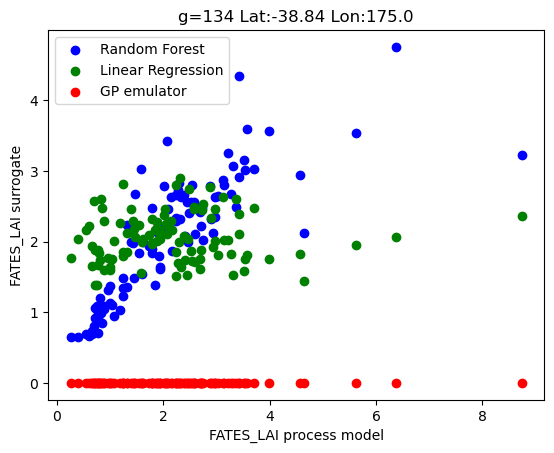 g=134 Lat:-38.84 Lon:175.0
Random Forest
Linear Regression
GP emulator
4
3
2
1
0
FATES_LAI surrogate
0 2 4 6 8
FATES_LAI process model